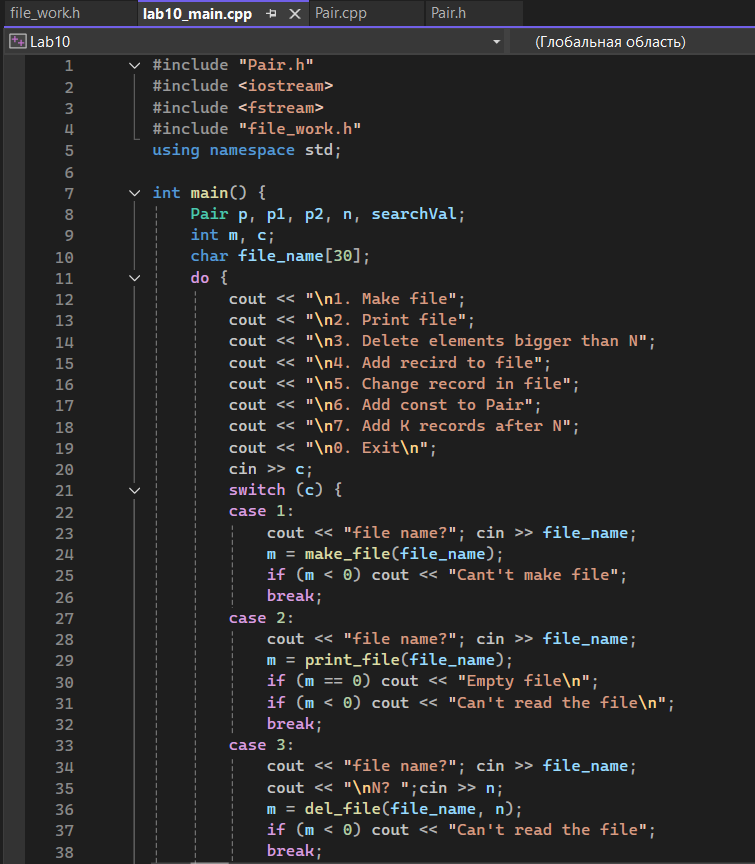 file_work.h lab10_main.cpp Pair.cpp Pair.h
Lab10 (Глобальная область)
1 #include "Pair.h"
2 #include <iostream>
3 #include <fstream>
4 #include "file_work.h"
5 using namespace std;
6
7 int main() {
8 Pair p, p1, p2, n, searchVal;
9 int m, c;
10 char file_name[30];
11 do {
12 cout << "\n1. Make file";
13 cout << "\n2. Print file";
14 cout << "\n3. Delete elements bigger than N";
15 cout << "\n4. Add recird to file";
16 cout << "\n5. Change record in file";
17 cout << "\n6. Add const to Pair";
18 cout << "\n7. Add K records after N";
19 cout << "\n0. Exit\n";
20 cin >> c;
21 switch (c) {
22 case 1:
23 cout << "file name?"; cin >> file_name;
24 m = make_file(file_name);
25 if (m < 0) cout << "Cant't make file";
26 break;
27 case 2:
28 cout << "file name?"; cin >> file_name;
29 m = print_file(file_name);
30 if (m == 0) cout << "Empty file\n";
31 if (m < 0) cout << "Can't read the file\n";
32 break;
33 case 3:
34 cout << "file name?"; cin >> file_name;
35 cout << "\nN? ";cin >> n;
36 m = del_file(file_name, n);
37 if (m < 0) cout << "Can't read the file";
38 break;